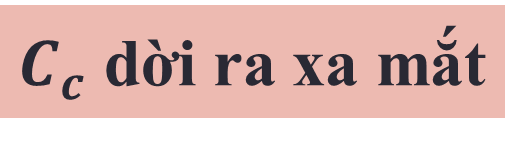 C_c dời ra xa mắt